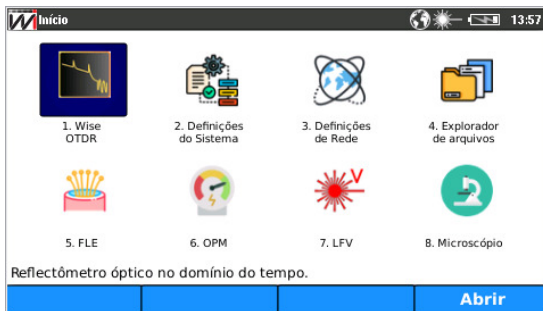 Início
13:57
1. Wise
OTDR
2. Definições
do Sistema
3. Definições
de Rede
4. Explorador
de arquivos
5. FLE
6. OPM
V
7. LFV
8. Microscópio
Reflectômetro óptico no domínio do tempo.
Abrir